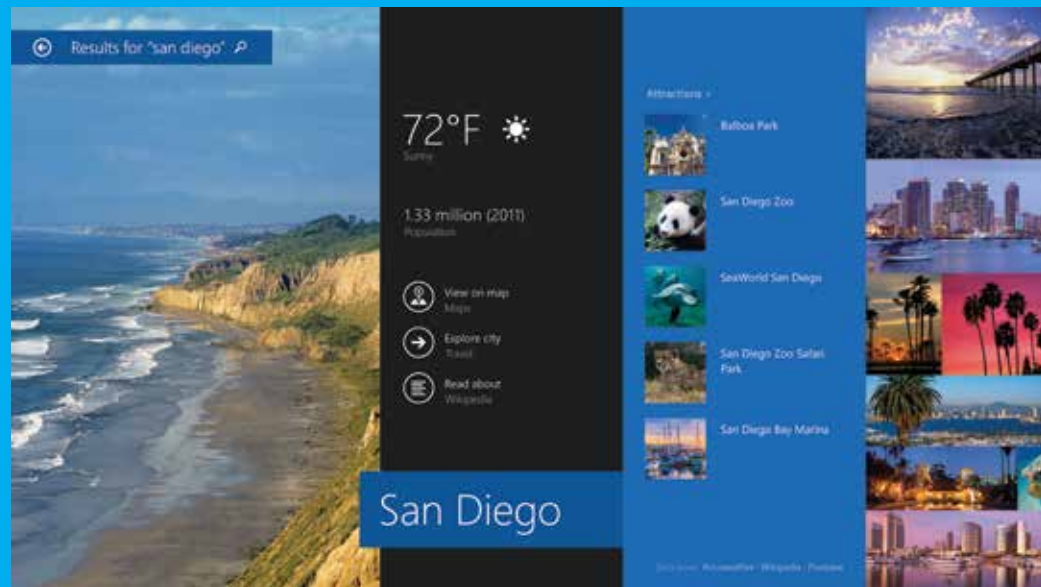 Results for "san diego"
72°F
Sunny
1.33 million (2011)
Population
View on map
Maps
Explore city
Travel
Read about
Wikipedia
San Diego
Attractions
Balboa Park
San Diego Zoo
SeaWorld San Diego
San Diego Zoo Safari
Park
San Diego Bay Marina
Wikipedia